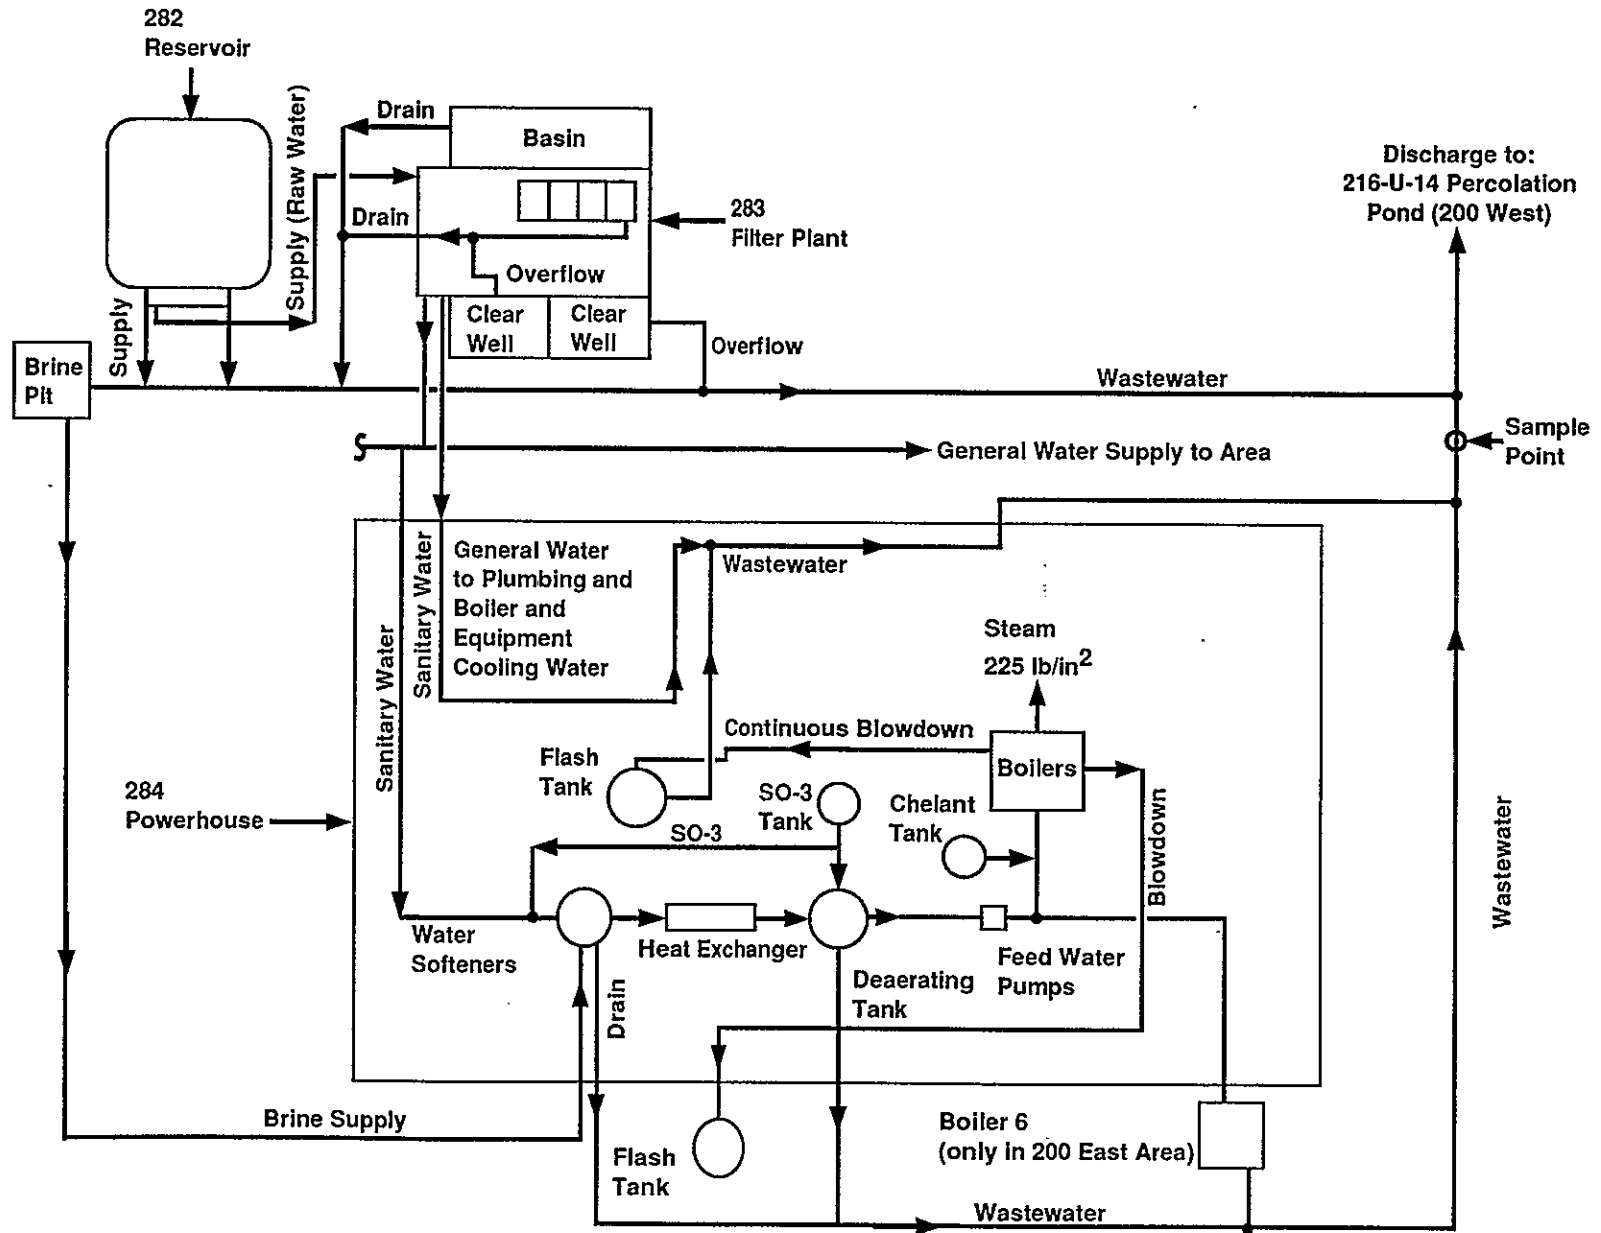 282
Reservoir
Supply (Raw Water)
Drain
Basin
Drain
283
Filter Plant
Overflow
Clear
Well
Clear
Well
Overflow
Supply
Brine
Pit
Wastewater
Discharge to:
216-U-14 Percolation
Pond (200 West)
Sample
Point
General Water Supply to Area
Sanitary Water
Sanitary Water
General Water
to Plumbing and
Boiler and
Equipment
Cooling Water
Wastewater
Steam
225 lb/in2
Continuous Blowdown
Flash
Tank
Boilers
SO-3
Tank
Chelant
Tank
284
Powerhouse
SO-3
Blowdown
Wastewater
Water
Softeners
Heat Exchanger
Feed Water
Pumps
Deaerating
Tank
Drain
Brine Supply
Flash
Tank
Boiler 6
(only in 200 East Area)
Wastewater